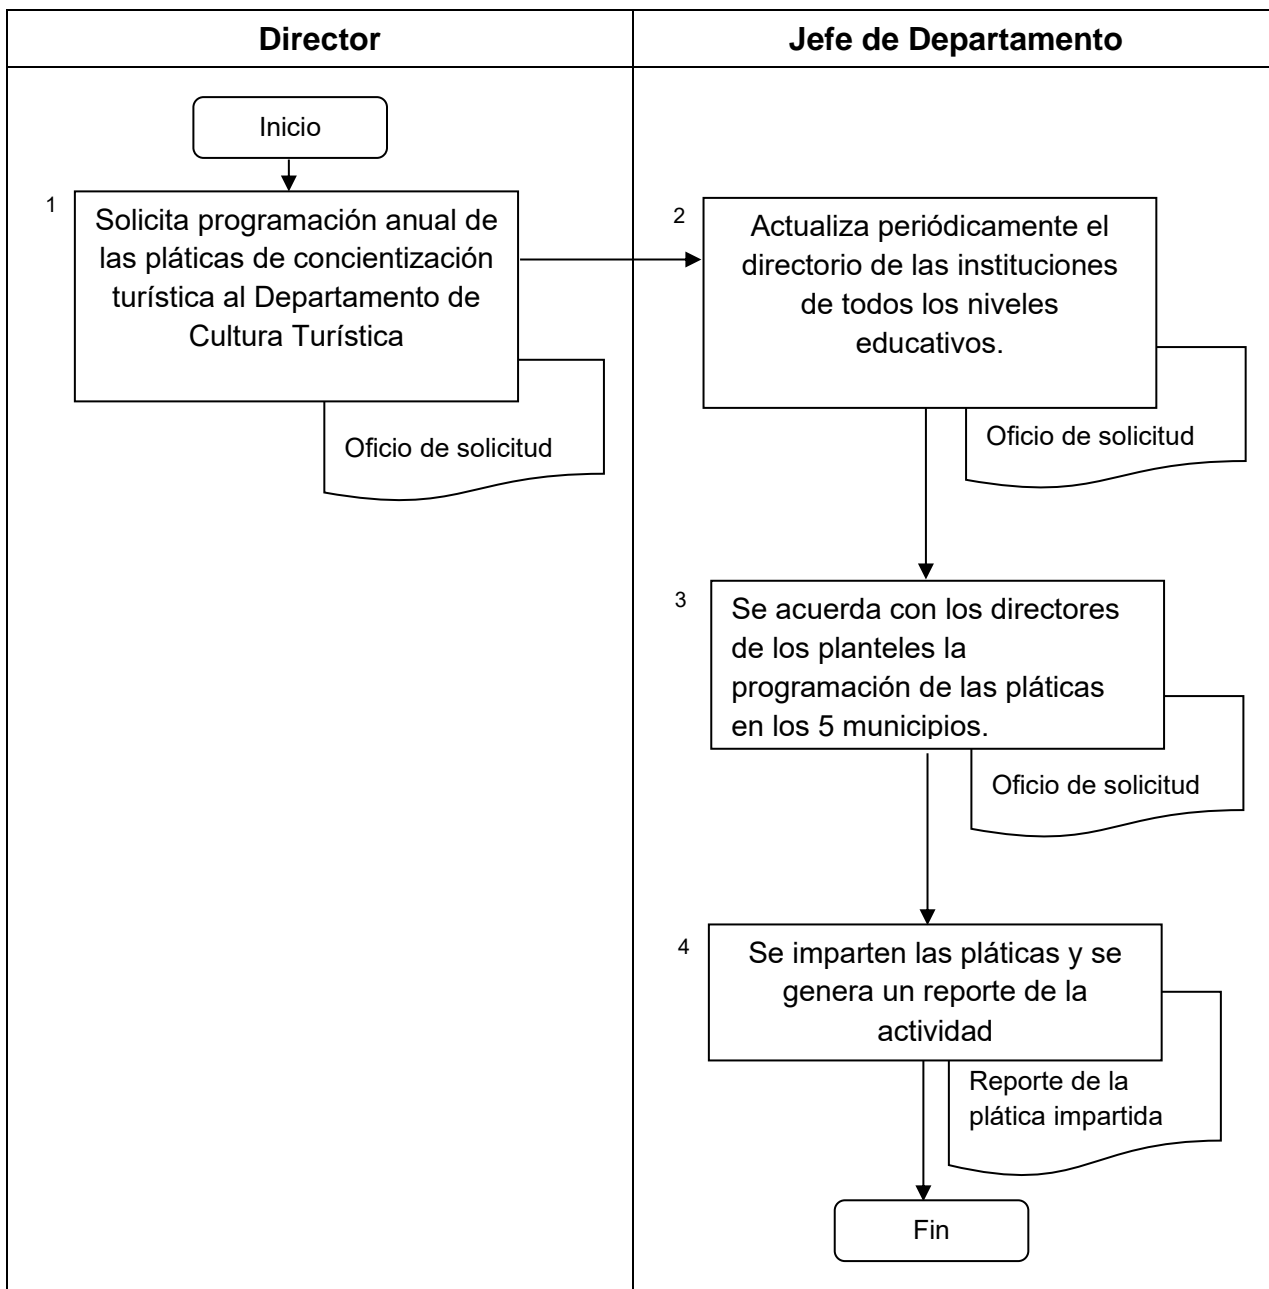 Director
Jefe de Departamento
Inicio
1
Solicita programación anual de
las pláticas de concientización
turística al Departamento de
Cultura Turística
Oficio de solicitud
2
Actualiza periódicamente el
directorio de las instituciones
de todos los niveles
educativos.
Oficio de solicitud
3
Se acuerda con los directores
de los planteles la
programación de las pláticas
en los 5 municipios.
Oficio de solicitud
4
Se imparten las pláticas y se
genera un reporte de la
actividad
Reporte de la
plática impartida
Fin